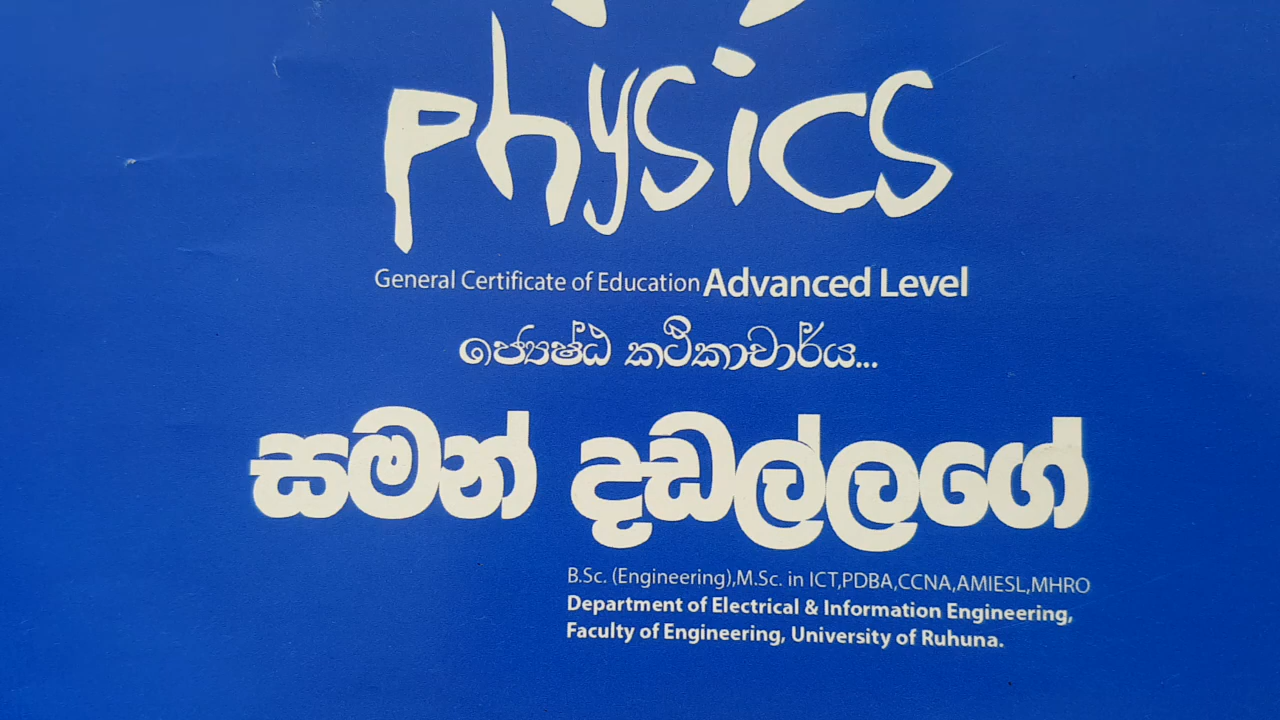 physics
General Certificate of Education Advanced Level
ජ්‍යෙෂ්ඨ කථිකාචාර්ය...
සමන් දඩල්ලගේ
B.Sc. (Engineering),M.Sc. in ICT,PDBA,CCNA,AMIESL,MHRO
Department of Electrical & Information Engineering,
Faculty of Engineering, University of Ruhuna.